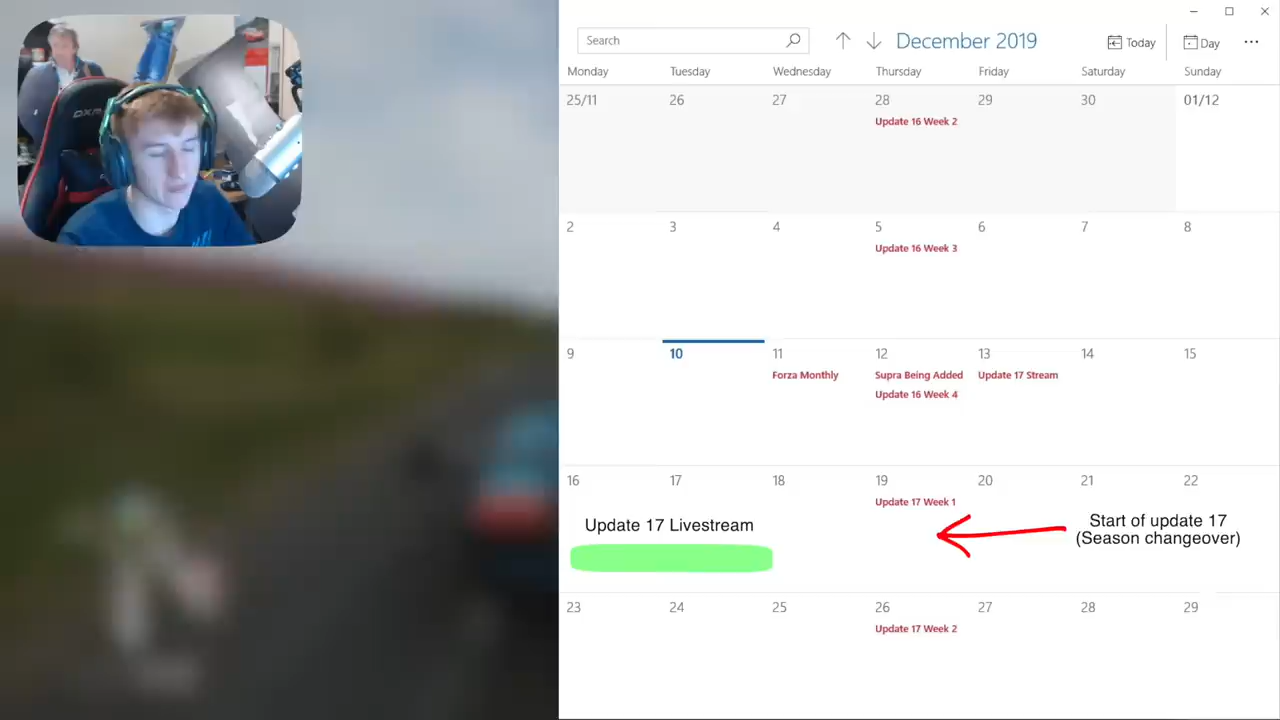 DXR
Search
December 2019
Today
Day
Monday Tuesday Wednesday Thursday Friday Saturday Sunday
25/11 26 27 28 29 30 01/12
Update 16 Week 2
2 3 4 5 6 7 8
Update 16 Week 3
9 10 11 12 13 14 15
Forza Monthly Supra Being Added Update 17 Stream
Update 16 Week 4
16 17 18 19 20 21 22
Update 17 Week 1
Update 17 Livestream
Start of update 17
(Season changeover)
23 24 25 26 27 28 29
Update 17 Week 2